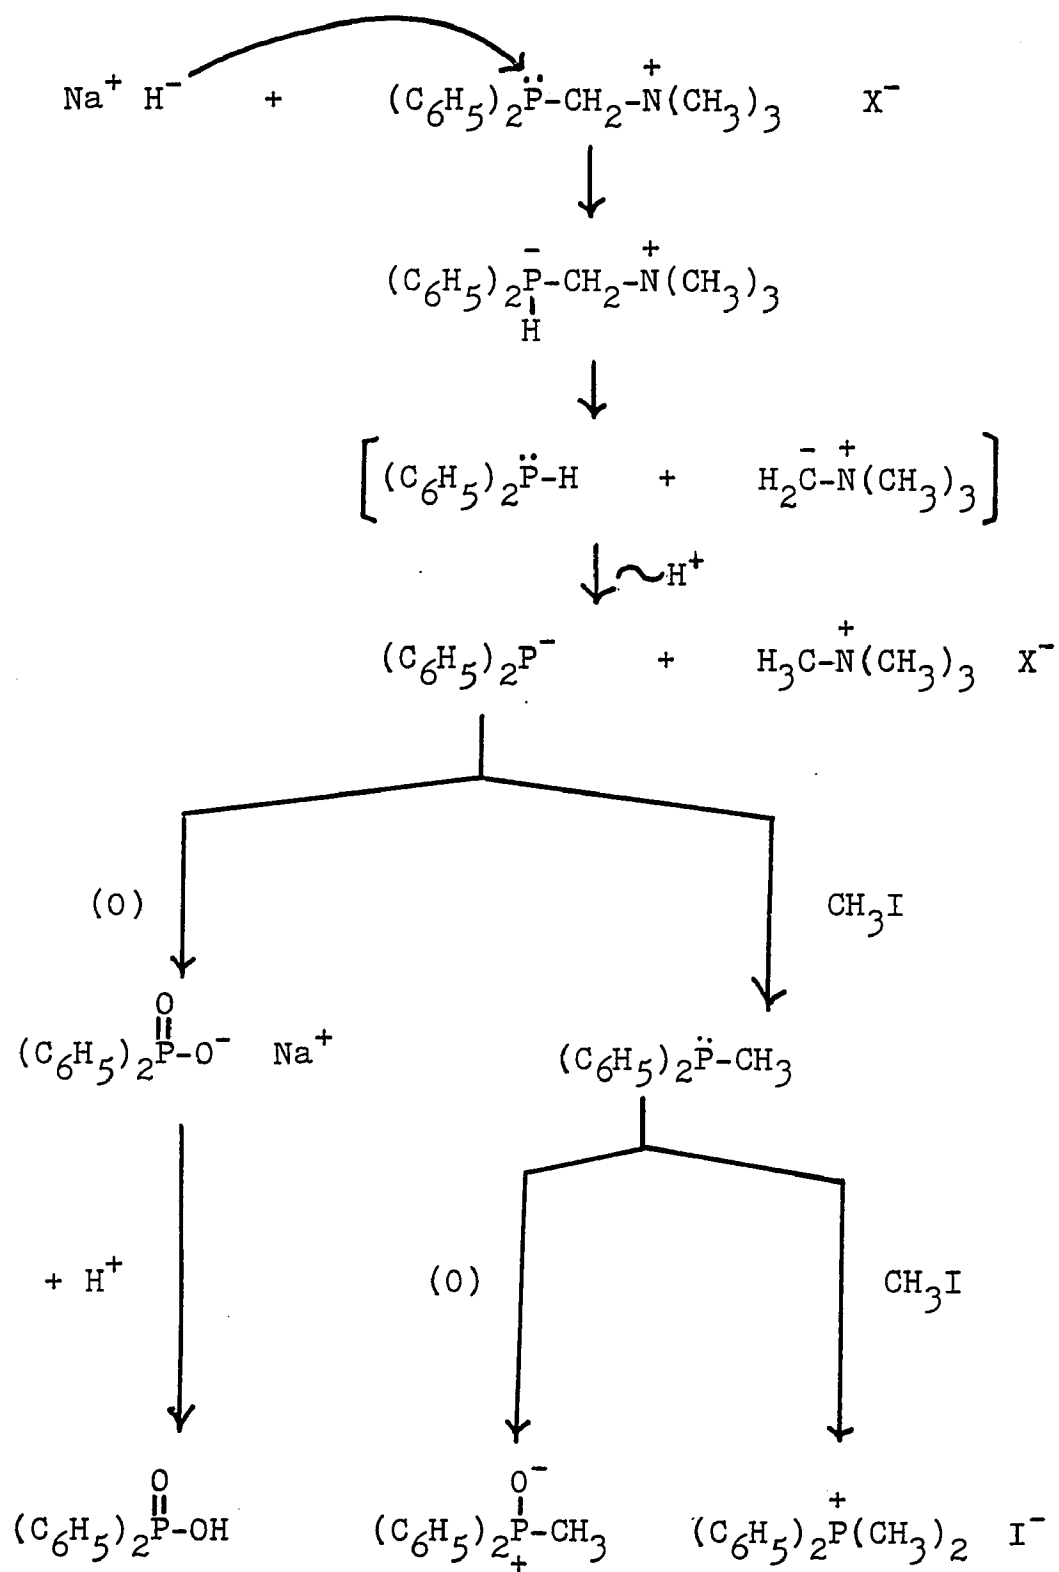 Na⁺ H⁻ + (C₆H₅)₂P̈-CH₂-N⁺(CH₃)₃ X⁻
(C₆H₅)₂P⁻-CH₂-N⁺(CH₃)₃
H
[(C₆H₅)₂P̈-H + H₂C⁻-N⁺(CH₃)₃]
~H⁺
(C₆H₅)₂P⁻ + H₃C-N⁺(CH₃)₃ X⁻
(O) CH₃I
O
(C₆H₅)₂P-O⁻ Na⁺ (C₆H₅)₂P̈-CH₃
+ H⁺ (O) CH₃I
O O⁻
(C₆H₅)₂P-OH (C₆H₅)₂P-CH₃ (C₆H₅)₂P⁺(CH₃)₂ I⁻
+